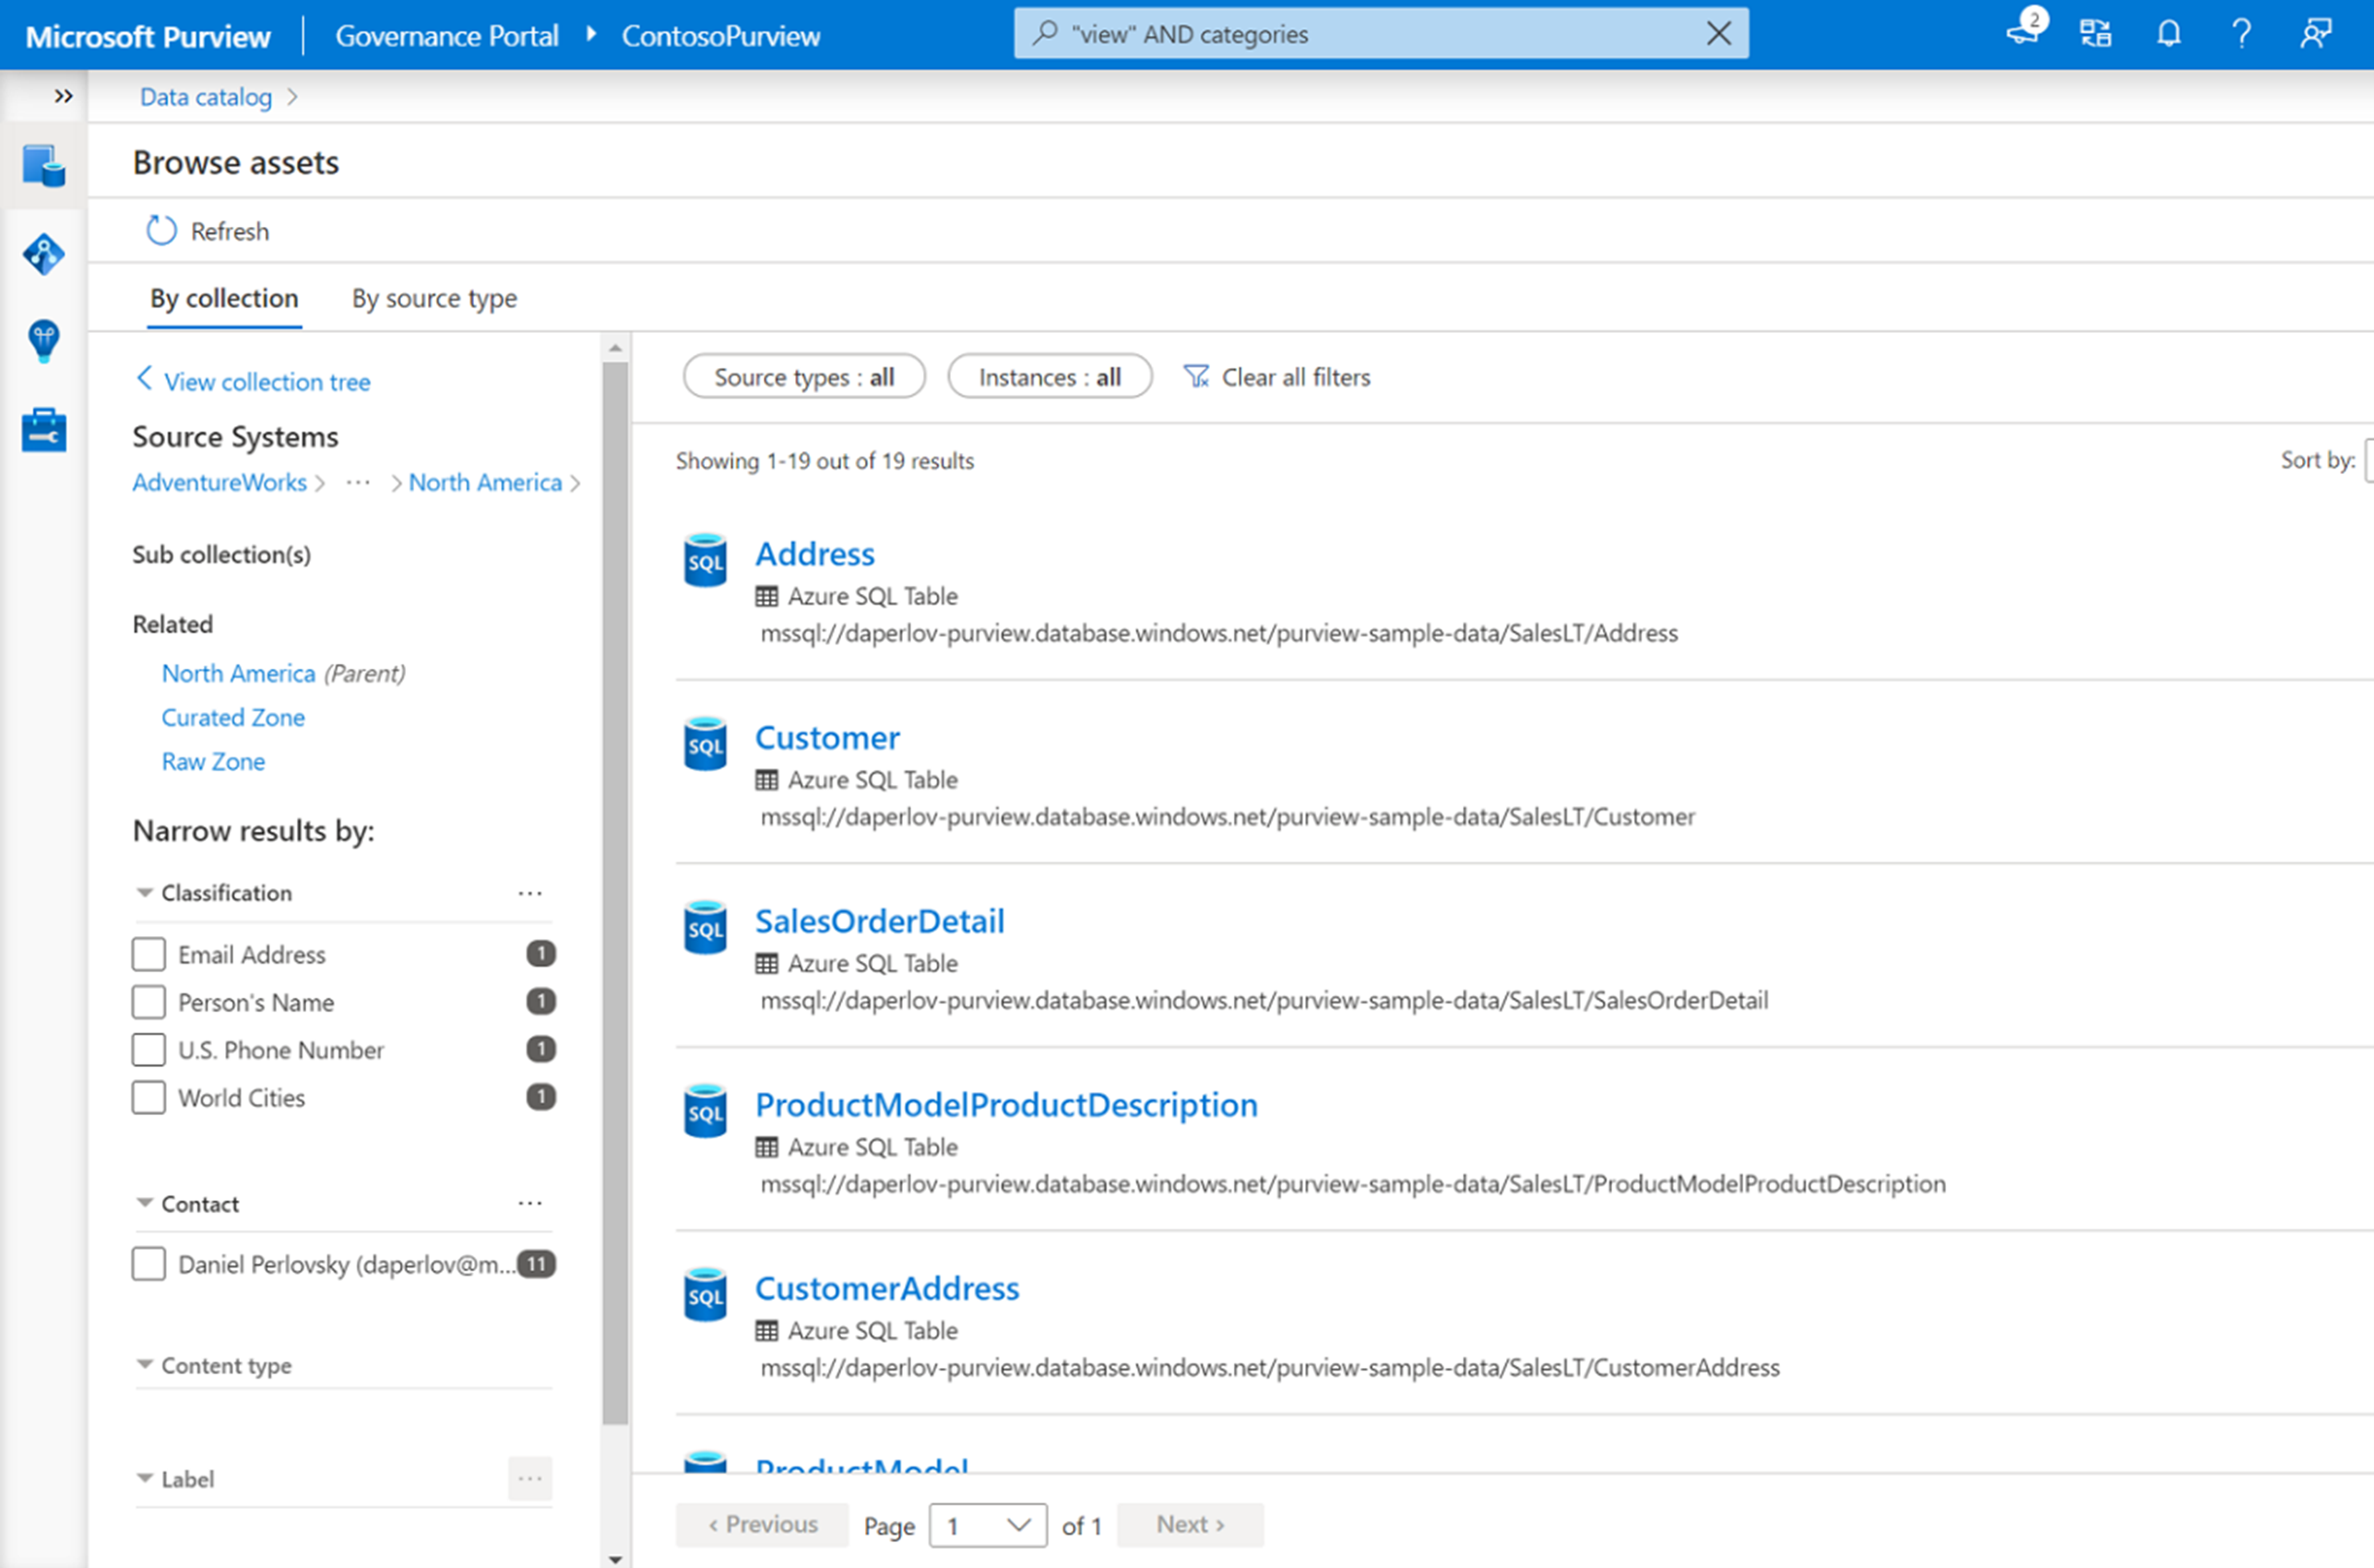 Microsoft Purview | Governance Portal ContosoPurview "view" AND categories 2
Data catalog
Browse assets
Refresh
By collection By source type
View collection tree
Source Systems
AdventureWorks > ··· > North America >
Sub collection(s)
Related
North America (Parent)
Curated Zone
Raw Zone
Narrow results by:
Classification ···
Email Address 1
Person's Name 1
U.S. Phone Number 1
World Cities 1
Contact ···
Daniel Perlovsky (daperlov@m... 11
Content type
Label ···
Source types : all Instances : all Clear all filters
Showing 1-19 out of 19 results Sort by:
SQL Address
Azure SQL Table
mssql://daperlov-purview.database.windows.net/purview-sample-data/SalesLT/Address
SQL Customer
Azure SQL Table
mssql://daperlov-purview.database.windows.net/purview-sample-data/SalesLT/Customer
SQL SalesOrderDetail
Azure SQL Table
mssql://daperlov-purview.database.windows.net/purview-sample-data/SalesLT/SalesOrderDetail
SQL ProductModelProductDescription
Azure SQL Table
mssql://daperlov-purview.database.windows.net/purview-sample-data/SalesLT/ProductModelProductDescription
SQL CustomerAddress
Azure SQL Table
mssql://daperlov-purview.database.windows.net/purview-sample-data/SalesLT/CustomerAddress
ProductModel
‹ Previous Page 1 of 1 Next ›